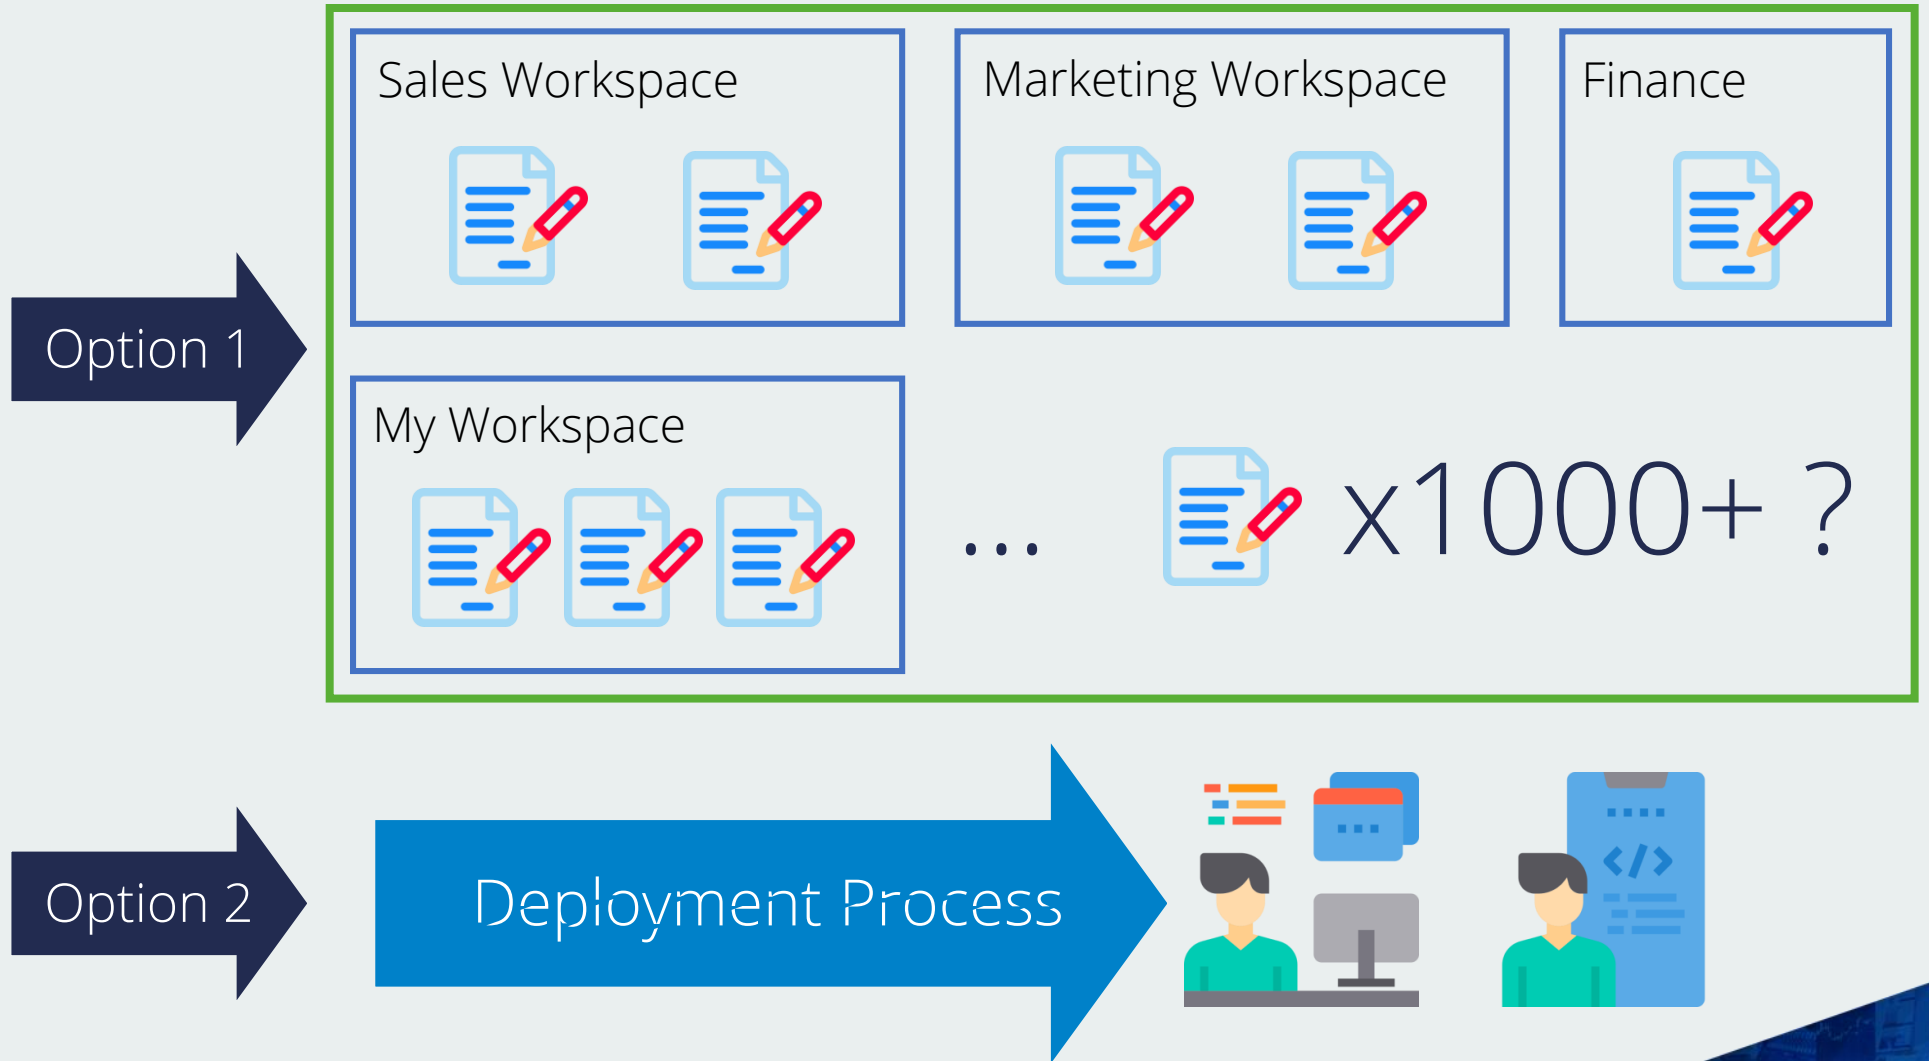 Sales Workspace
Marketing Workspace
Finance
Option 1
My Workspace
... x1000+ ?
Option 2
Deployment Process
</>